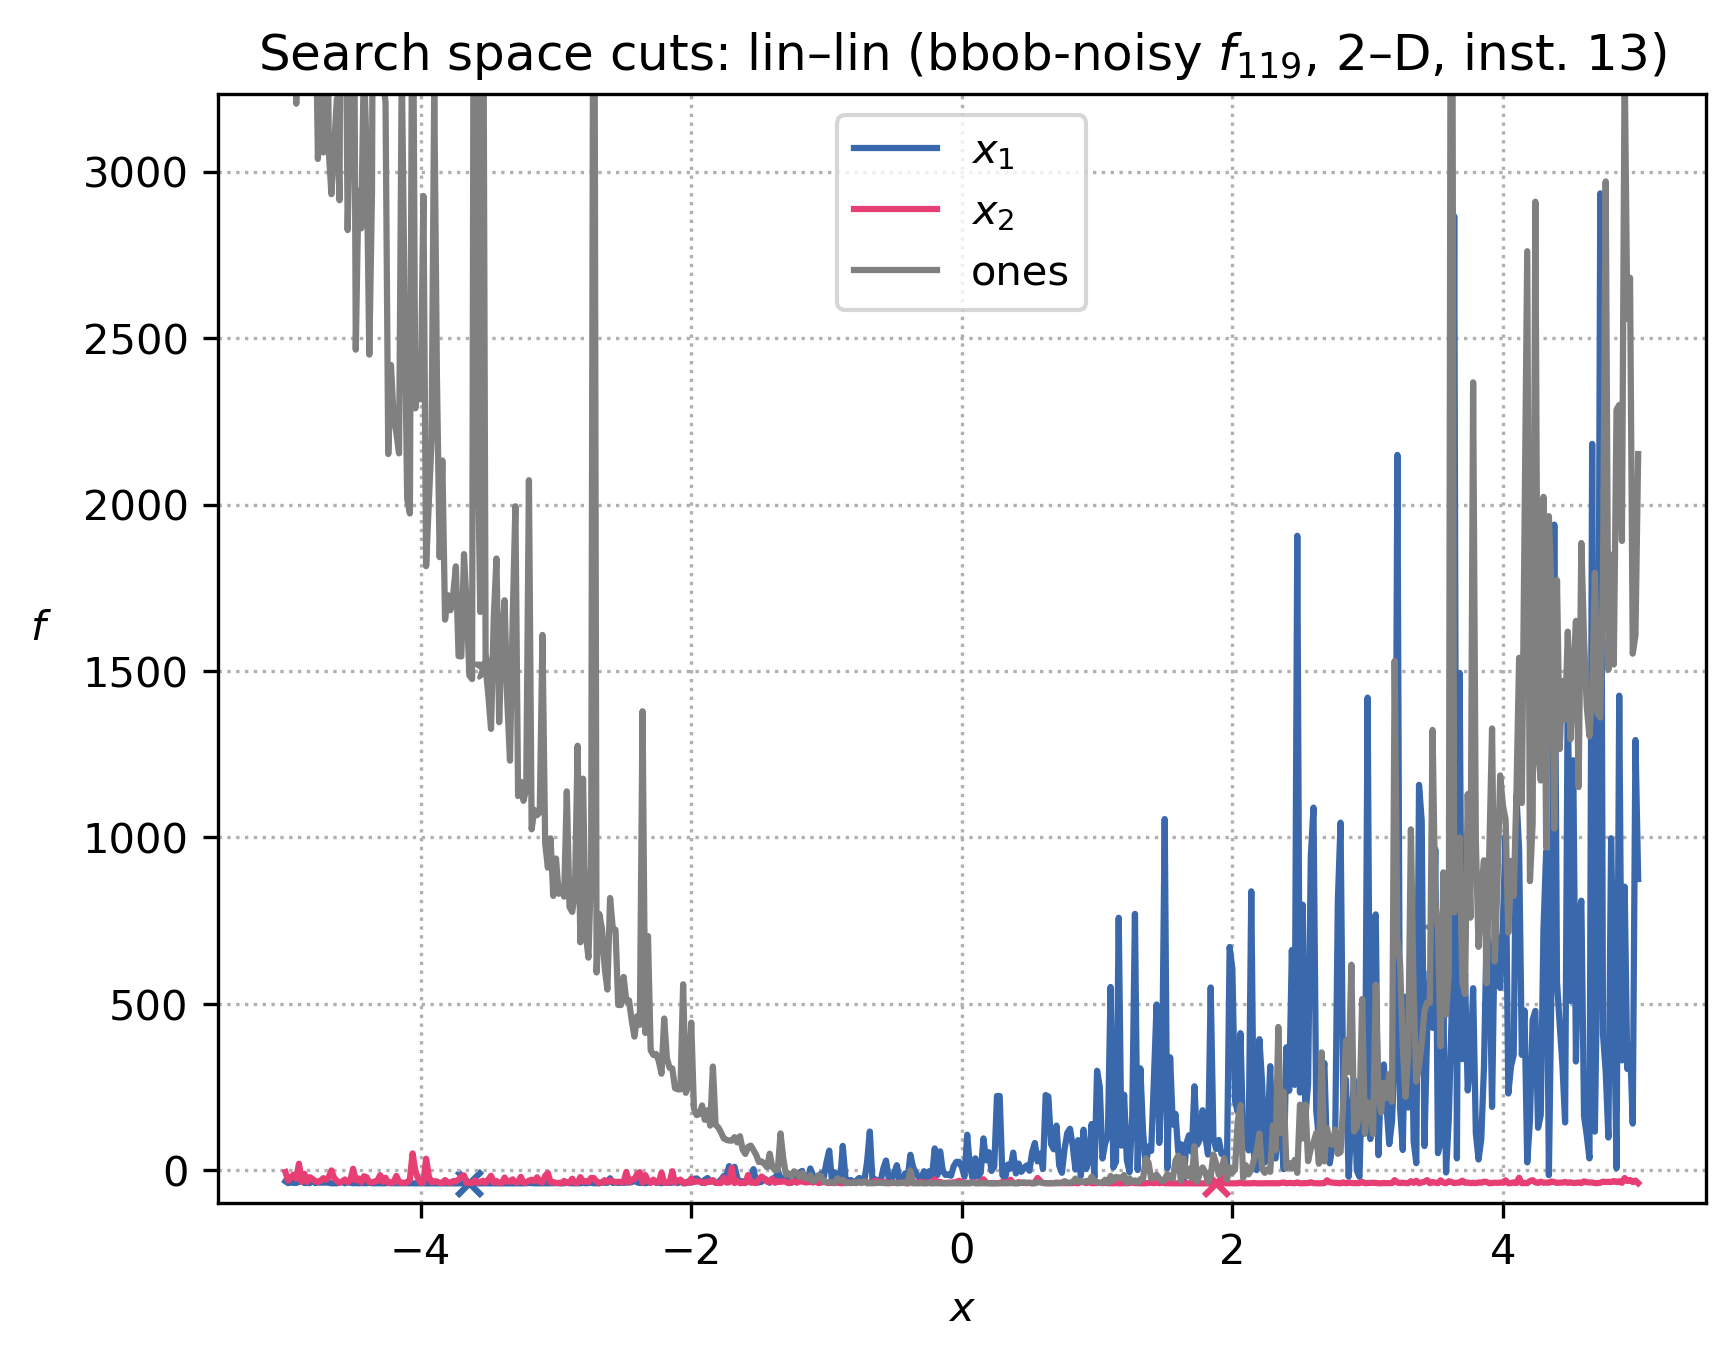 Search space cuts: lin–lin (bbob-noisy f₁₁₉, 2–D, inst. 13)
x₁
x₂
ones
3000
2500
2000
1500
1000
500
0
f
−4
−2
0
2
4
x